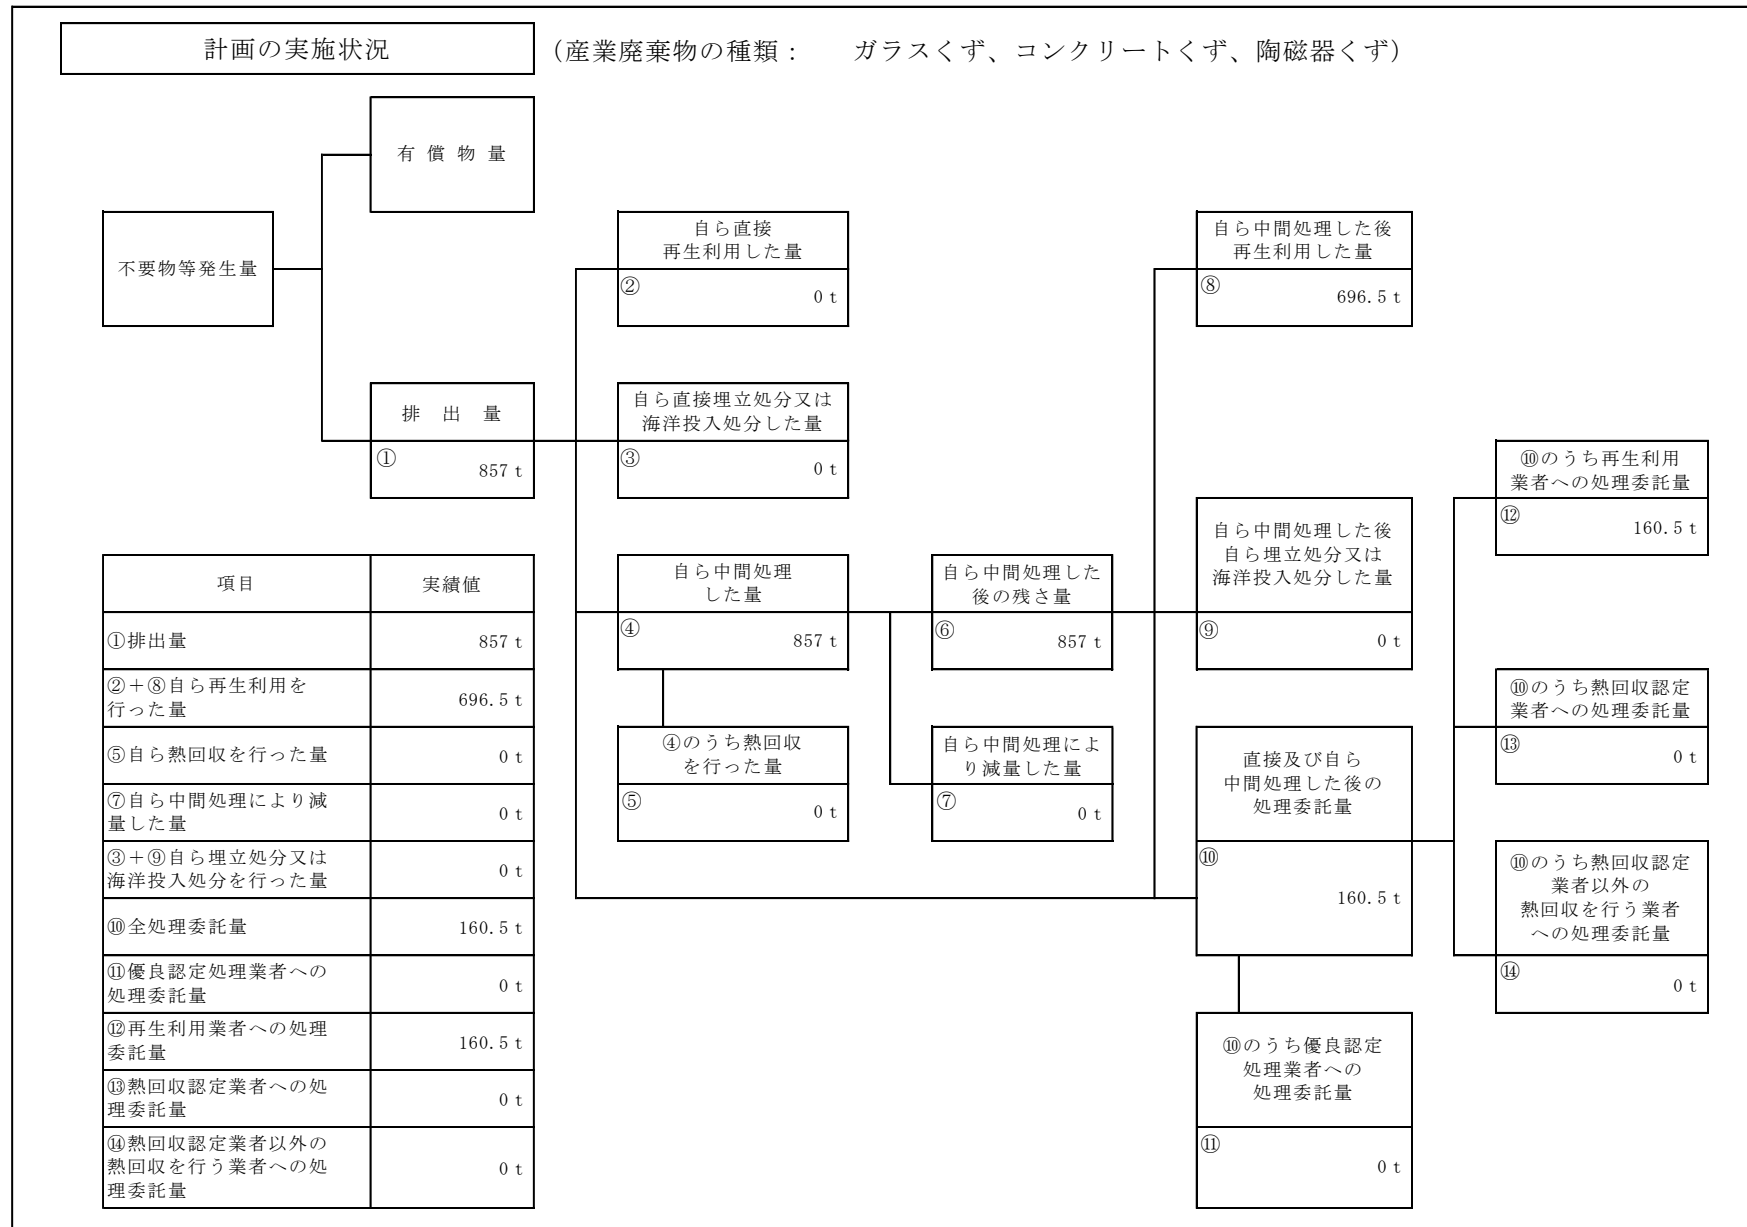 計画の実施状況
(産業廃棄物の種類： ガラスくず、コンクリートくず、陶磁器くず)
有 償 物 量
不要物等発生量
排 出 量
①
857 t
自ら直接
再生利用した量
②
0 t
自ら直接埋立処分又は
海洋投入処分した量
③
0 t
自ら中間処理
した量
④
857 t
④のうち熱回収
を行った量
⑤
0 t
自ら中間処理した
後の残さ量
⑥
857 t
自ら中間処理によ
り減量した量
⑦
0 t
自ら中間処理した後
再生利用した量
⑧
696.5 t
自ら中間処理した後
自ら埋立処分又は
海洋投入処分した量
⑨
0 t
直接及び自ら
中間処理した後の
処理委託量
⑩
160.5 t
⑩のうち優良認定
処理業者への
処理委託量
⑪
0 t
⑩のうち再生利用
業者への処理委託量
⑫
160.5 t
⑩のうち熱回収認定
業者への処理委託量
⑬
0 t
⑩のうち熱回収認定
業者以外の
熱回収を行う業者
への処理委託量
⑭
0 t
項目 実績値
①排出量 857 t
②＋⑧自ら再生利用を
行った量 696.5 t
⑤自ら熱回収を行った量 0 t
⑦自ら中間処理により減
量した量 0 t
③＋⑨自ら埋立処分又は
海洋投入処分を行った量 0 t
⑩全処理委託量 160.5 t
⑪優良認定処理業者への
処理委託量 0 t
⑫再生利用業者への処理
委託量 160.5 t
⑬熱回収認定業者への処
理委託量 0 t
⑭熱回収認定業者以外の
熱回収を行う業者への処
理委託量 0 t